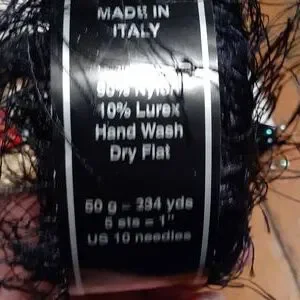 MADE IN
ITALY
90% Nylon
10% Lurex
Hand Wash
Dry Flat
50 g = 334 yds
5 sts = 1"
US 10 needles